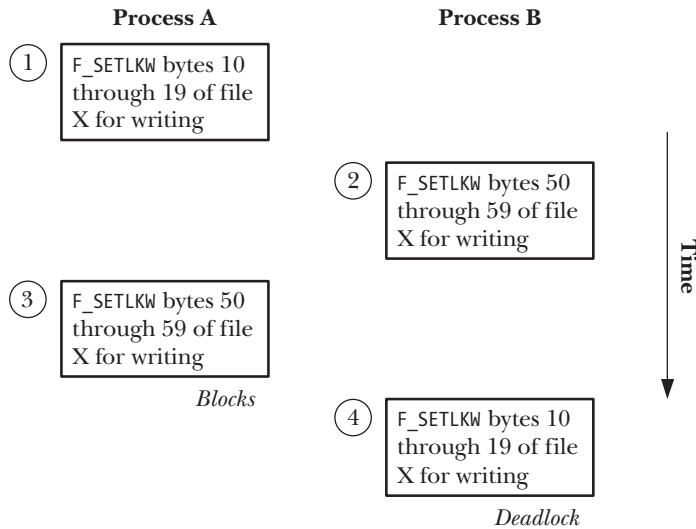 Process A
Process B
1
F_SETLKW bytes 10
through 19 of file
X for writing
2
F_SETLKW bytes 50
through 59 of file
X for writing
3
F_SETLKW bytes 50
through 59 of file
X for writing
Blocks
4
F_SETLKW bytes 10
through 19 of file
X for writing
Deadlock
Time